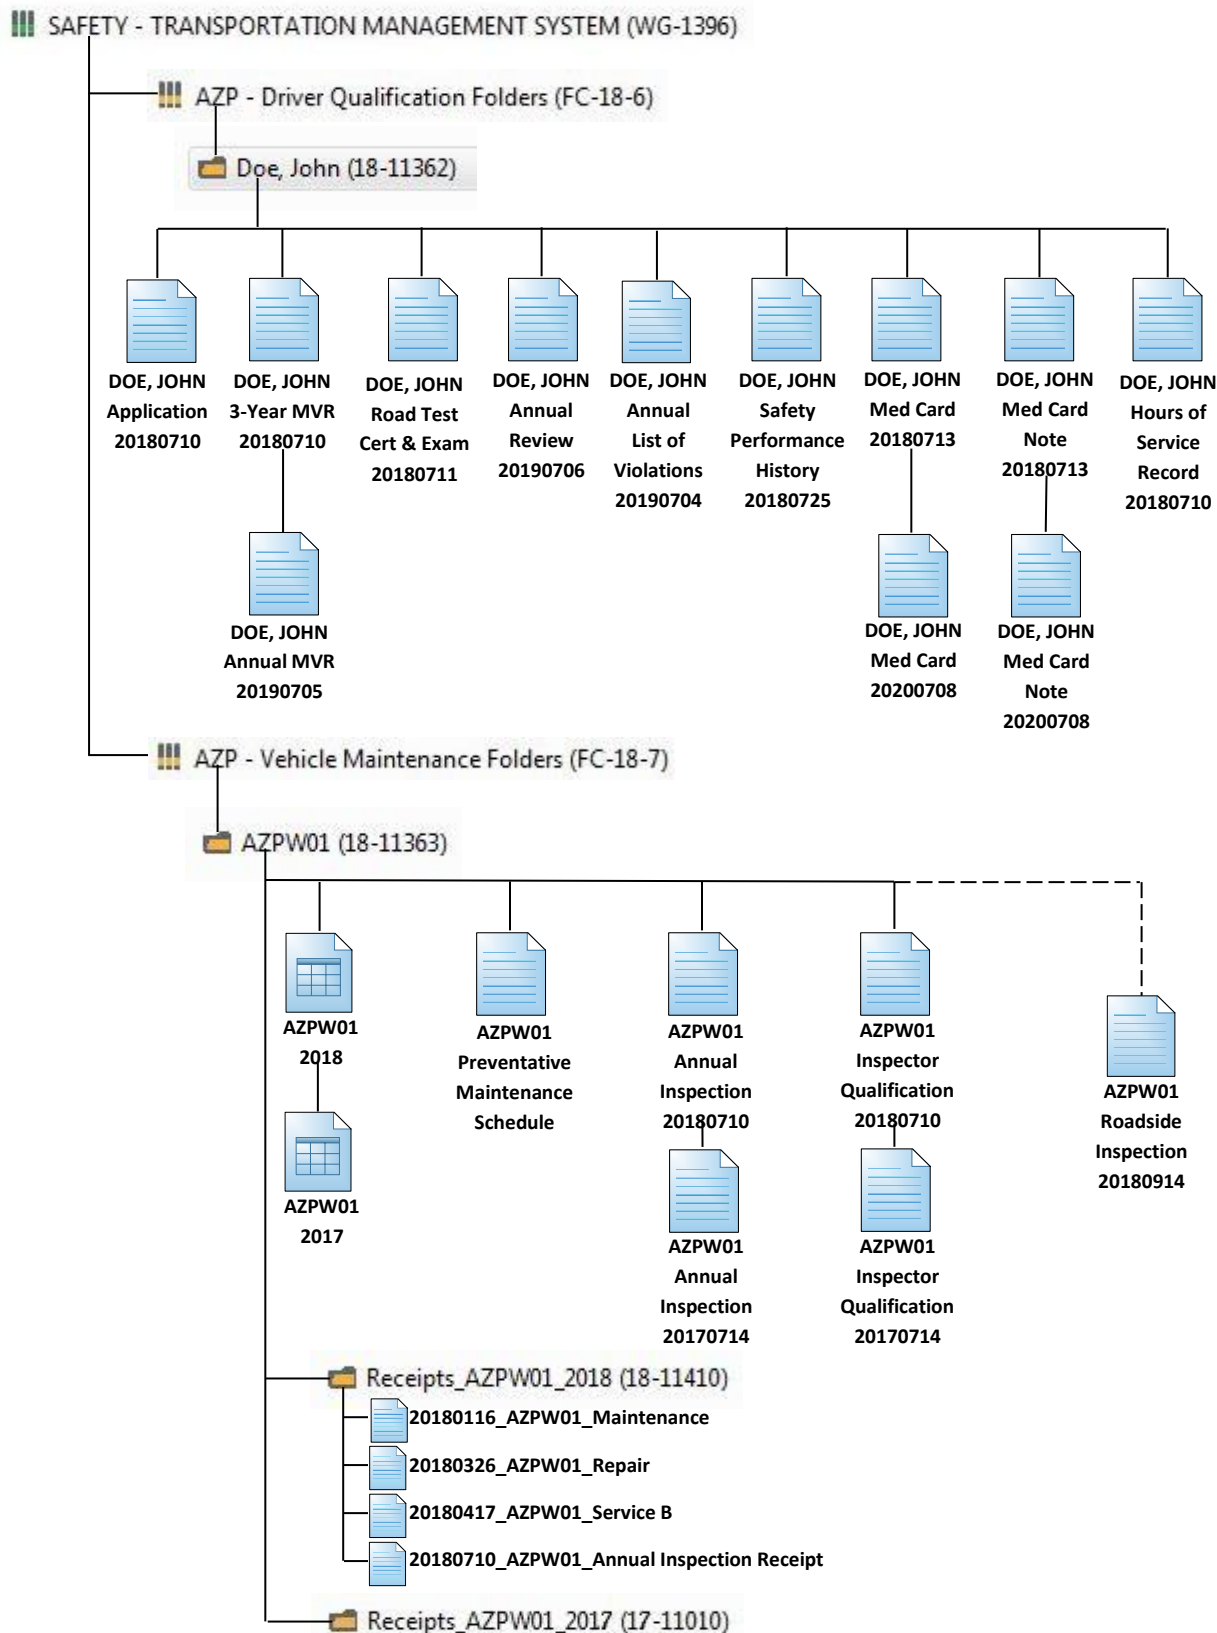 SAFETY - TRANSPORTATION MANAGEMENT SYSTEM (WG-1396)
AZP - Driver Qualification Folders (FC-18-6)
Doe, John (18-11362)
DOE, JOHN
Application
20180710
DOE, JOHN
3-Year MVR
20180710
DOE, JOHN
Road Test
Cert & Exam
20180711
DOE, JOHN
Annual
Review
20190706
DOE, JOHN
Annual
List of
Violations
20190704
DOE, JOHN
Safety
Performance
History
20180725
DOE, JOHN
Med Card
20180713
DOE, JOHN
Med Card
Note
20180713
DOE, JOHN
Hours of
Service
Record
20180710
DOE, JOHN
Annual MVR
20190705
DOE, JOHN
Med Card
20200708
DOE, JOHN
Med Card
Note
20200708
AZP - Vehicle Maintenance Folders (FC-18-7)
AZPW01 (18-11363)
AZPW01
2018
AZPW01
Preventative
Maintenance
Schedule
AZPW01
Annual
Inspection
20180710
AZPW01
Inspector
Qualification
20180710
AZPW01
Roadside
Inspection
20180914
AZPW01
2017
AZPW01
Annual
Inspection
20170714
AZPW01
Inspector
Qualification
20170714
Receipts_AZPW01_2018 (18-11410)
20180116_AZPW01_Maintenance
20180326_AZPW01_Repair
20180417_AZPW01_Service B
20180710_AZPW01_Annual Inspection Receipt
Receipts_AZPW01_2017 (17-11010)